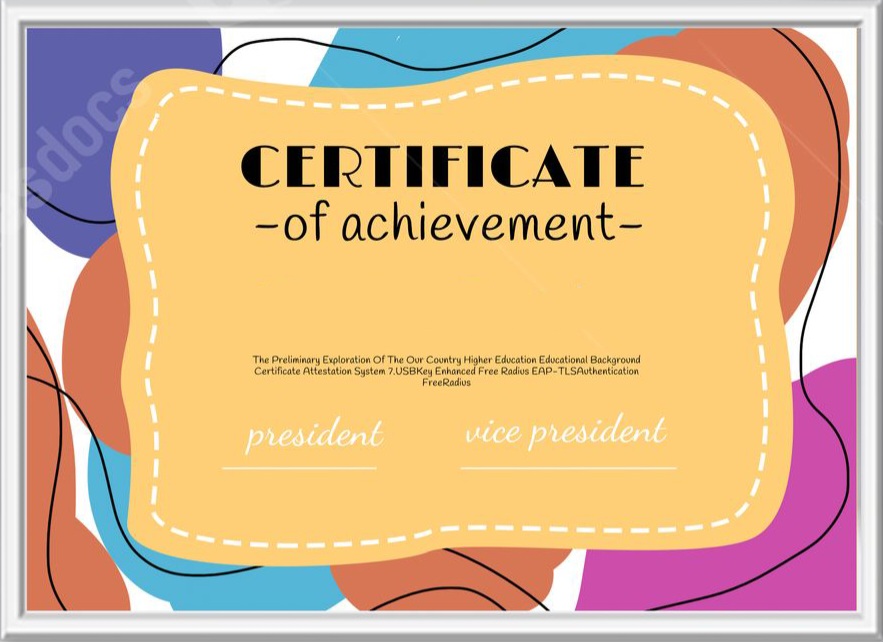 CERTIFICATE
-of achievement-
The Preliminary Exploration Of The Our Country Higher Education Educational Background
Certificate Attestation System 7.USBKey Enhanced Free Radius EAP-TLSAuthentication
FreeRadius
president
vice president